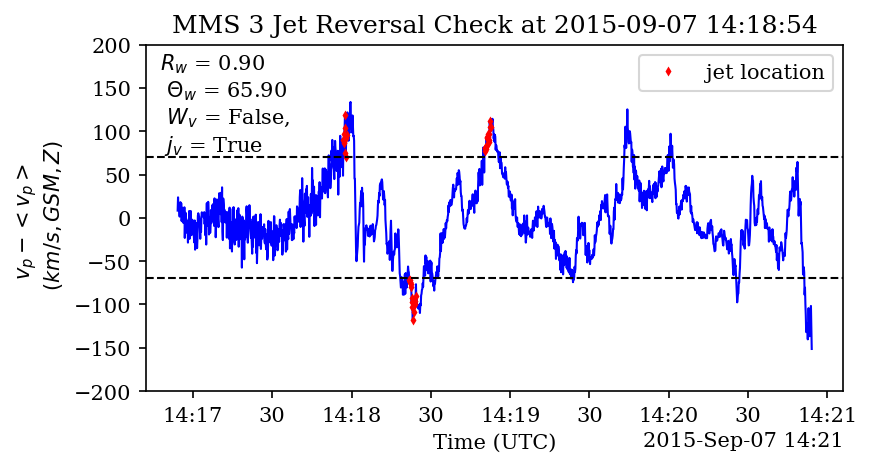 MMS 3 Jet Reversal Check at 2015-09-07 14:18:54
R_w = 0.90
Θ_w = 65.90
W_v = False,
j_v = True
jet location
200
150
100
50
0
−50
−100
−150
−200
v_p − < v_p >
(km/s, GSM, Z)
14:17 30 14:18 30 14:19 30 14:20 30 14:21
Time (UTC)
2015-Sep-07 14:21